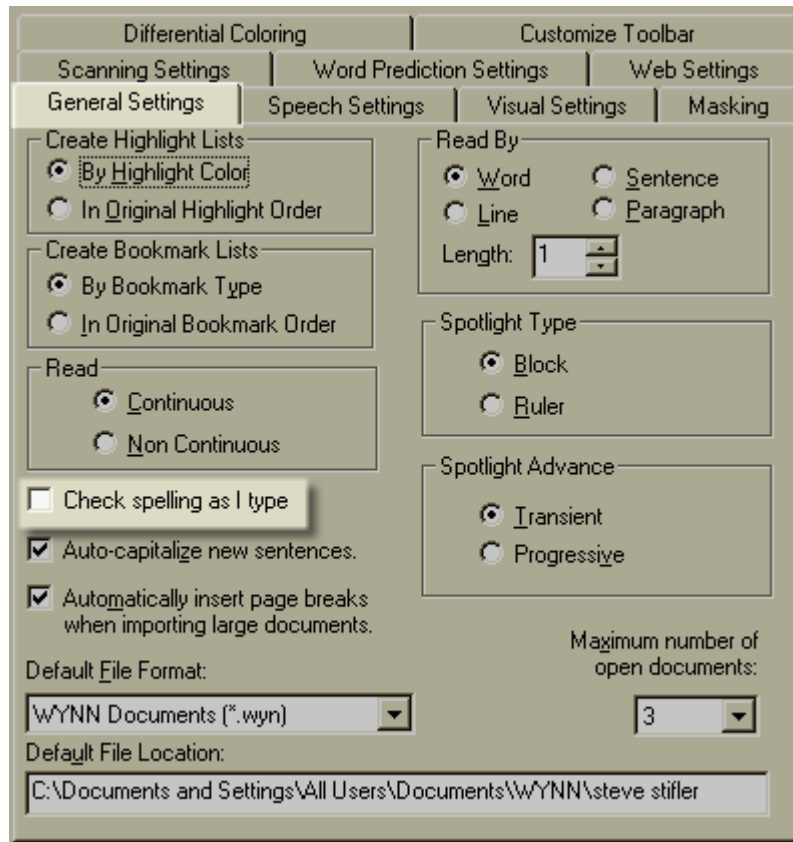 Differential Coloring Customize Toolbar
Scanning Settings Word Prediction Settings Web Settings
General Settings Speech Settings Visual Settings Masking
Create Highlight Lists
By Highlight Color
In Original Highlight Order
Create Bookmark Lists
By Bookmark Type
In Original Bookmark Order
Read
Continuous
Non Continuous
Check spelling as I type
Auto-capitalize new sentences.
Automatically insert page breaks
when importing large documents.
Read By
Word Sentence
Line Paragraph
Length: 1
Spotlight Type
Block
Ruler
Spotlight Advance
Transient
Progressive
Maximum number of
open documents:
3
Default File Format:
WYNN Documents (*.wyn)
Default File Location:
C:\Documents and Settings\All Users\Documents\WYNN\steve stifler